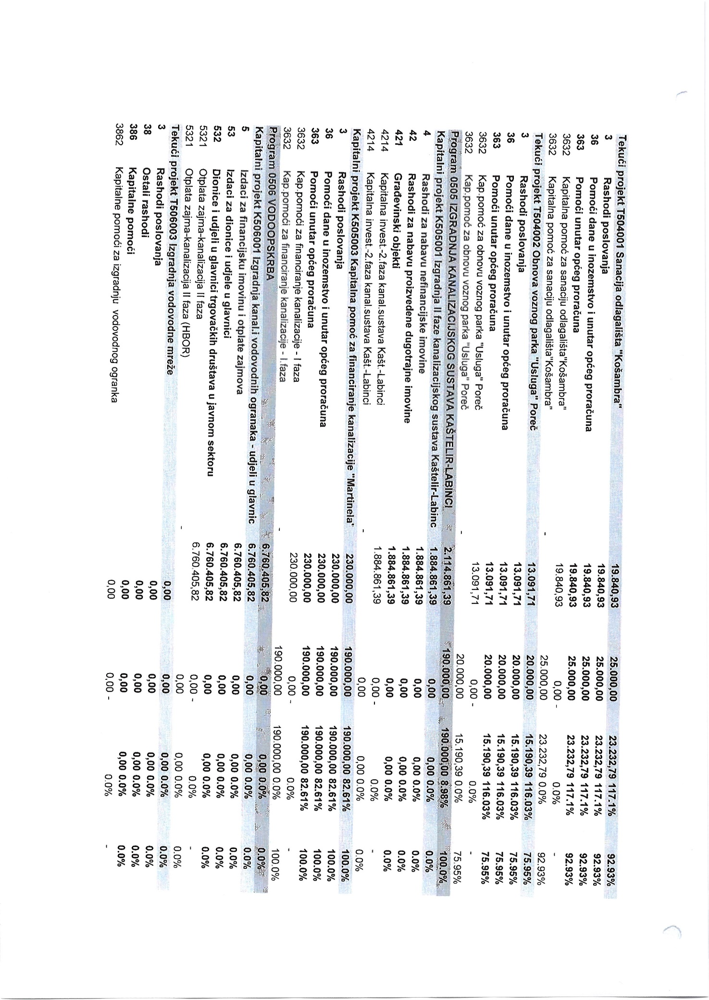 Tekući projekt T504001 Sanacija odlagališta "Košambra" 19.840,93 25.000,00 23.232,79 117.1% 92.93%
3 Rashodi poslovanja 19.840,93 25.000,00 23.232,79 117.1% 92.93%
36 Pomoći dane u inozemstvo i unutar općeg proračuna 19.840,93 25.000,00 23.232,79 117.1% 92.93%
363 Pomoći unutar općeg proračuna 19.840,93 25.000,00 23.232,79 117.1% 92.93%
3632 Kapitalna pomoć za sanaciju odlagališta"Košambra" 19.840,93 0,00 - 0.0% -
3632 Kapitalna pomoć za sanaciju odlagališta"Košambra" - 25.000,00 23.232,79 0.0% 92.93%
Tekući projekt T504002 Obnova voznog parka "Usluga" Poreč 13.091,71 20.000,00 15.190,39 116.03% 75.95%
3 Rashodi poslovanja 13.091,71 20.000,00 15.190,39 116.03% 75.95%
36 Pomoći dane u inozemstvo i unutar općeg proračuna 13.091,71 20.000,00 15.190,39 116.03% 75.95%
363 Pomoći unutar općeg proračuna 13.091,71 20.000,00 15.190,39 116.03% 75.95%
3632 Kap.pomoć za obnovu voznog parka "Usluga" Poreč 13.091,71 0,00 - 0.0% -
3632 Kap.pomoć za obnovu voznog parka "Usluga" Poreč - 20.000,00 15.190,39 0.0% 75.95%
Program 0505 IZGRADNJA KANALIZACIJSKOG SUSTAVA KAŠTELIR-LABINCI 2.114.861,39 190.000,00 190.000,00 8.98% 100.0%
Kapitalni projekt K505001 Izgradnja II faze kanalizacijskog sustava Kaštelir-Labinc 1.884.861,39 0,00 0,00 0.0% 0.0%
4 Rashodi za nabavu nefinancijske imovine 1.884.861,39 0,00 0,00 0.0% 0.0%
42 Rashodi za nabavu proizvedene dugotrajne imovine 1.884.861,39 0,00 0,00 0.0% 0.0%
421 Građevinski objekti 1.884.861,39 0,00 0,00 0.0% 0.0%
4214 Kapitalna invest.-2.faza kanal.sustava Kašt.-Labinci 1.884.861,39 0,00 - 0.0% -
4214 Kapitalna invest.-2.faza kanal.sustava Kašt.-Labinci - 0,00 0,00 0.0% 0.0%
Kapitalni projekt K505003 Kapitalna pomoć za financiranje kanalizacije "Martinela' 230.000,00 190.000,00 190.000,00 82.61% 100.0%
3 Rashodi poslovanja 230.000,00 190.000,00 190.000,00 82.61% 100.0%
36 Pomoći dane u inozemstvo i unutar općeg proračuna 230.000,00 190.000,00 190.000,00 82.61% 100.0%
363 Pomoći unutar općeg proračuna 230.000,00 190.000,00 190.000,00 82.61% 100.0%
3632 Kap.pomoći za financiranje kanalizacije - I faza 230.000,00 0,00 - 0.0% -
3632 Kap.pomoći za financiranje kanalizacije - I.faza - 190.000,00 190.000,00 0.0% 100.0%
Program 0506 VODOOPSKRBA 6.760.405,82 0,00 0,00 0.0% 0.0%
Kapitalni projekt K506001 Izgradnja kanal.i vodovodnih ogranaka - udjeli u glavnic 6.760.405,82 0,00 0,00 0.0% 0.0%
5 Izdaci za financijsku imovinu i otplate zajmova 6.760.405,82 0,00 0,00 0.0% 0.0%
53 Izdaci za dionice i udjele u glavnici 6.760.405,82 0,00 0,00 0.0% 0.0%
532 Dionice i udjeli u glavnici trgovačkih društava u javnom sektoru 6.760.405,82 0,00 0,00 0.0% 0.0%
5321 Otplata zajma-kanalizacija II faza 6.760.405,82 0,00 - 0.0% -
5321 Otplata zajma-kanalizacija II faza (HBOR) - 0,00 0,00 0.0% 0.0%
Tekući projekt T506003 Izgradnja vodovodne mreže 0,00 0,00 0,00 0.0% 0.0%
3 Rashodi poslovanja 0,00 0,00 0,00 0.0% 0.0%
38 Ostali rashodi 0,00 0,00 0,00 0.0% 0.0%
386 Kapitalne pomoći 0,00 0,00 0,00 0.0% 0.0%
3862 Kapitalne pomoći za izgradnju vodovodnog ogranka 0,00 0,00 - 0.0% -